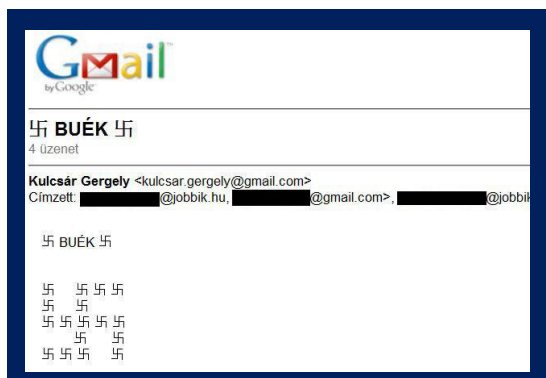 Gmail™
by Google
卐 BUÉK 卐
4 üzenet
Kulcsár Gergely <kulcsar.gergely@gmail.com>
Címzett: @jobbik.hu, @gmail.com>, @jobbik
卐 BUÉK 卐
卐 卐 卐 卐
卐 卐
卐 卐 卐 卐 卐
卐 卐
卐 卐 卐 卐